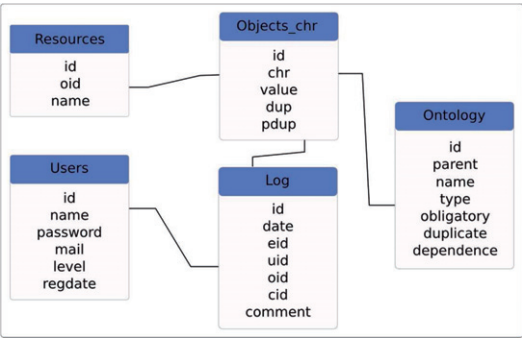 Resources
id
oid
name
Objects_chr
id
chr
value
dup
pdup
Ontology
id
parent
name
type
obligatory
duplicate
dependence
Users
id
name
password
mail
level
regdate
Log
id
date
eid
uid
oid
cid
comment